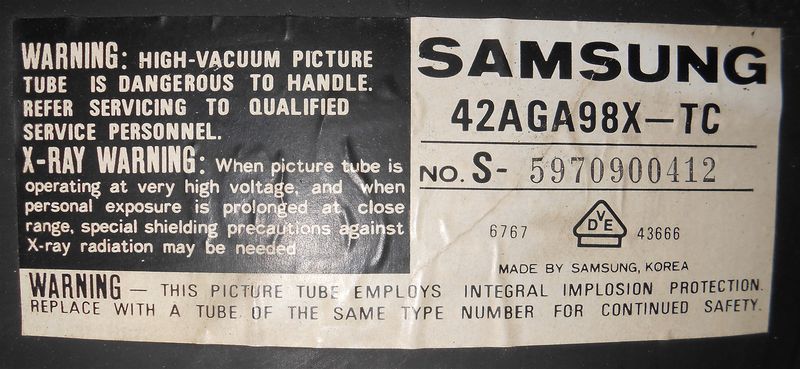 WARNING: HIGH-VACUUM PICTURE
TUBE IS DANGEROUS TO HANDLE.
REFER SERVICING TO QUALIFIED
SERVICE PERSONNEL.
X-RAY WARNING: When picture tube is
operating at very high voltage, and when
personal exposure is prolonged at close
range, special shielding precautions against
X-ray radiation may be needed
SAMSUNG
42AGA98X-TC
NO. S- 5970900412
6767 DVE 43666
MADE BY SAMSUNG, KOREA
WARNING — THIS PICTURE TUBE EMPLOYS INTEGRAL IMPLOSION PROTECTION.
REPLACE WITH A TUBE OF THE SAME TYPE NUMBER FOR CONTINUED SAFETY.